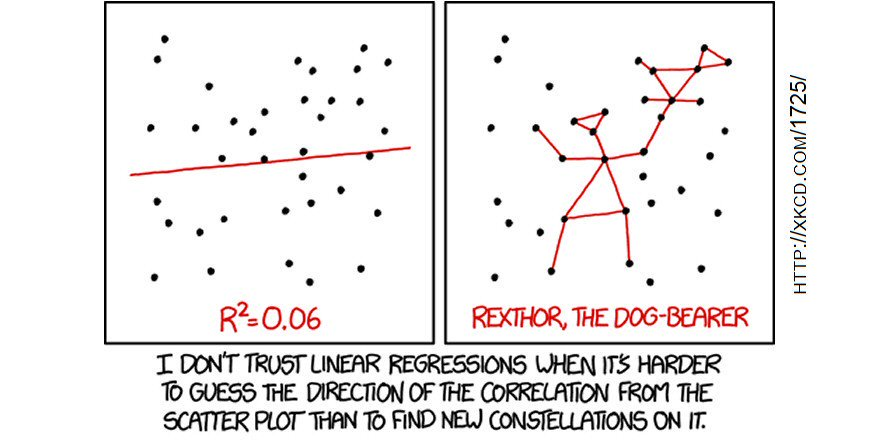 R²=0.06
REXTHOR, THE DOG-BEARER
HTTP://XKCD.COM/1725/
I DON'T TRUST LINEAR REGRESSIONS WHEN IT'S HARDER
TO GUESS THE DIRECTION OF THE CORRELATION FROM THE
SCATTER PLOT THAN TO FIND NEW CONSTELLATIONS ON IT.